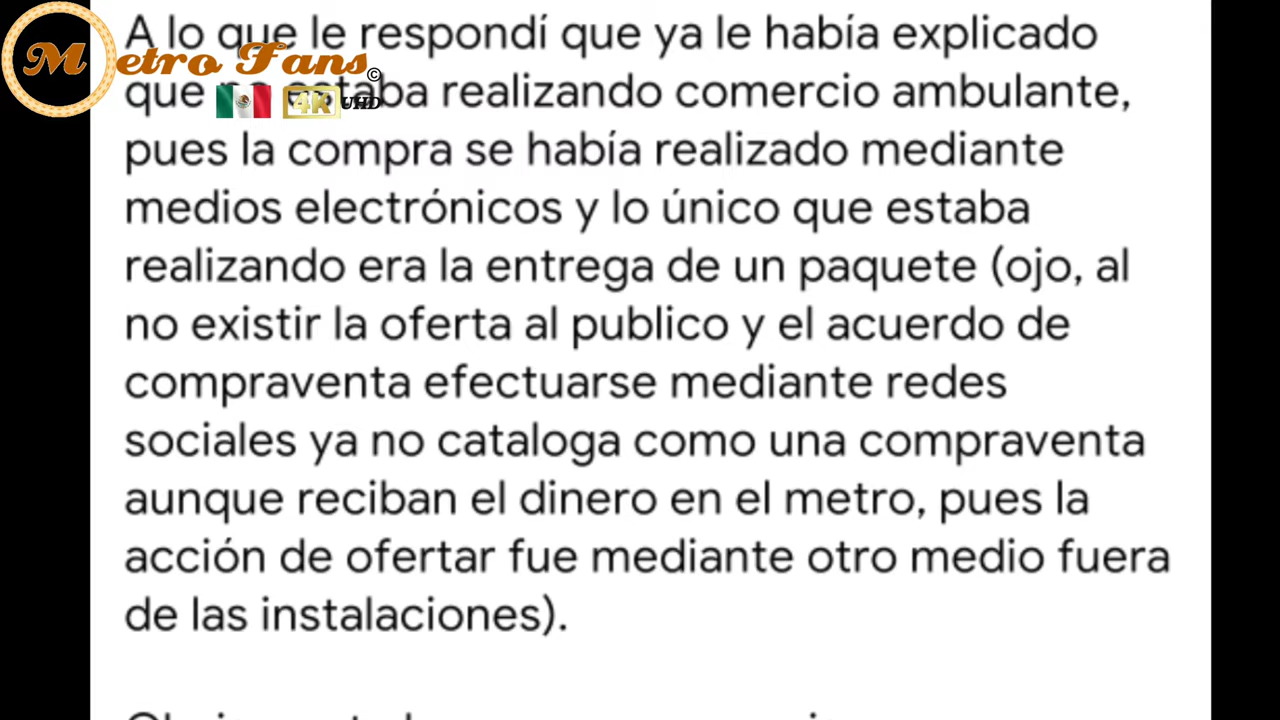 Metro Fans©
4K UHD
A lo que le respondí que ya le había explicado
que no estaba realizando comercio ambulante,
pues la compra se había realizado mediante
medios electrónicos y lo único que estaba
realizando era la entrega de un paquete (ojo, al
no existir la oferta al publico y el acuerdo de
compraventa efectuarse mediante redes
sociales ya no cataloga como una compraventa
aunque reciban el dinero en el metro, pues la
acción de ofertar fue mediante otro medio fuera
de las instalaciones).